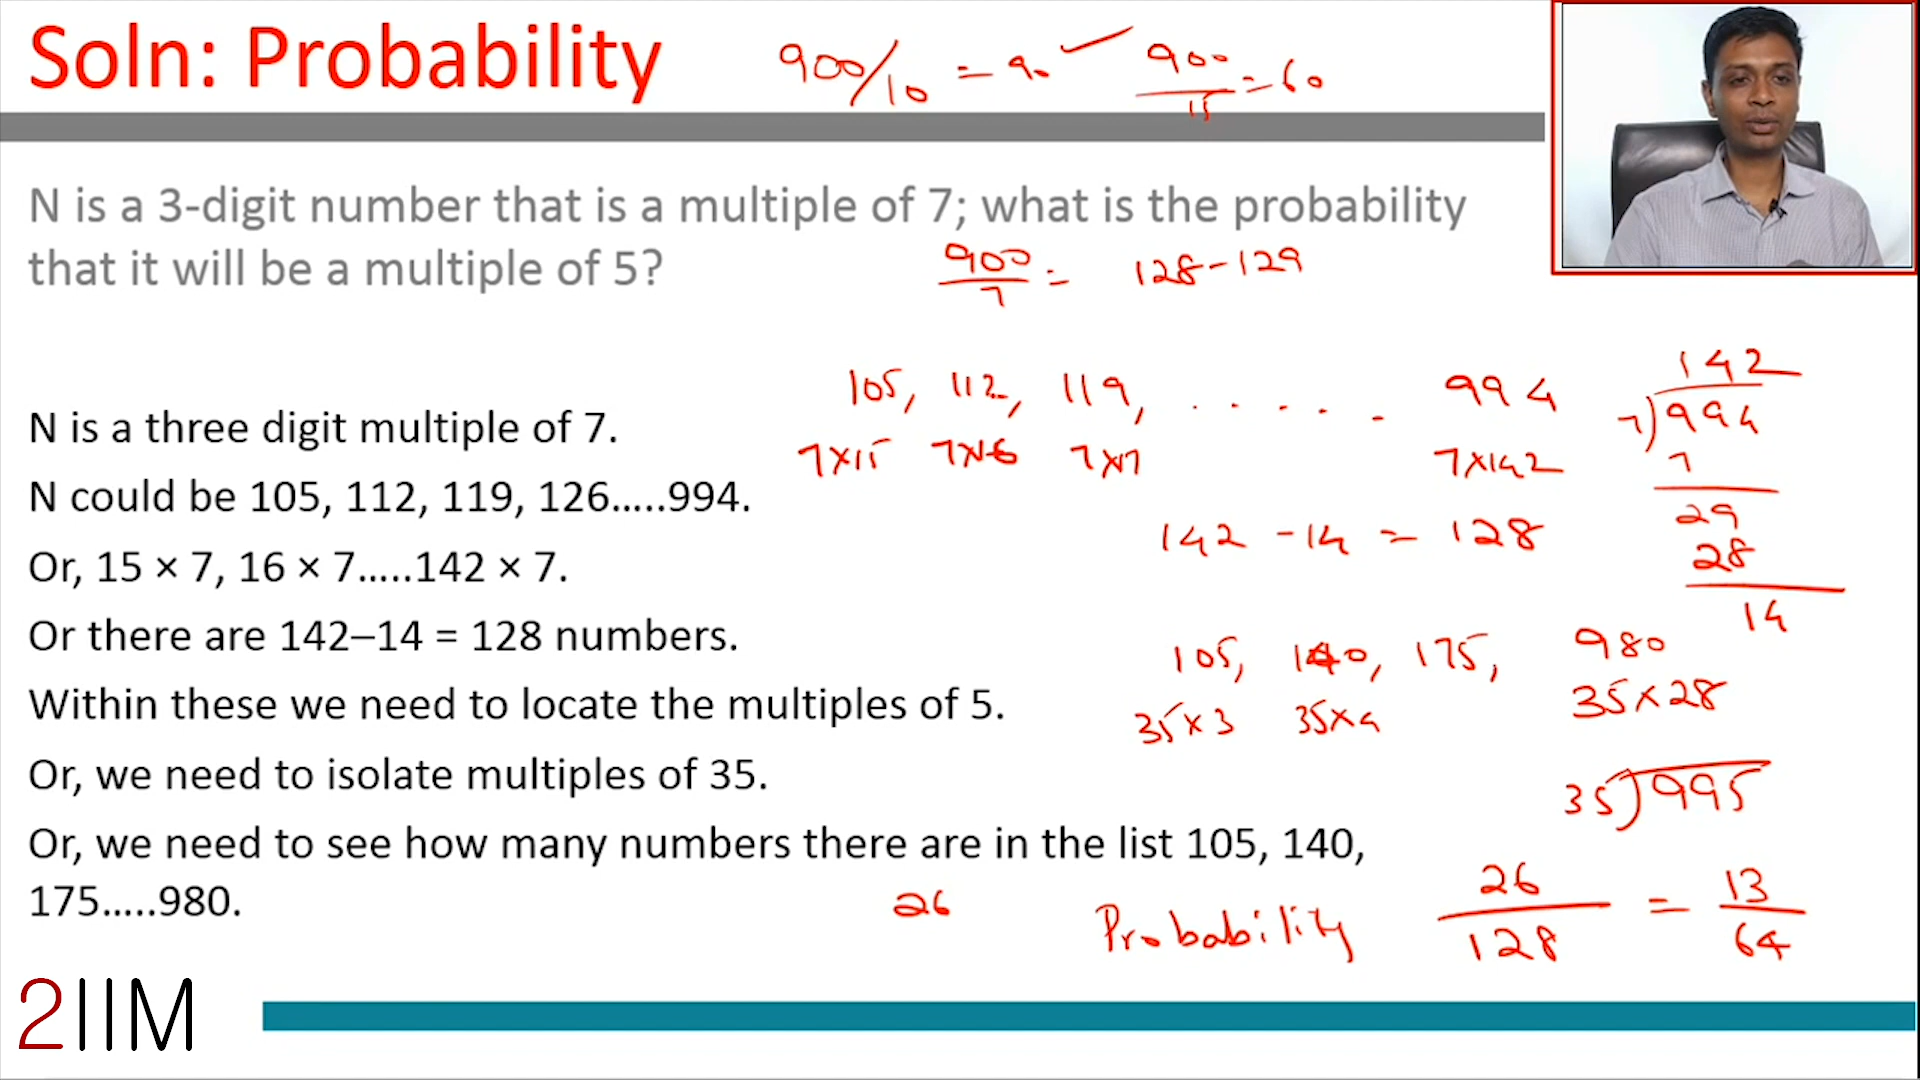 Soln: Probability
900/10 = 90 ✓ 900/15 = 60
N is a 3-digit number that is a multiple of 7; what is the probability
that it will be a multiple of 5?
900/7 = 128-129
105, 112, 119, . . . . . 994
7×15 7×16 7×17 7×142
142
7)994
7
29
28
14
142 - 14 = 128
N is a three digit multiple of 7.
N could be 105, 112, 119, 126.....994.
Or, 15 × 7, 16 × 7.....142 × 7.
Or there are 142–14 = 128 numbers.
Within these we need to locate the multiples of 5.
Or, we need to isolate multiples of 35.
Or, we need to see how many numbers there are in the list 105, 140,
175.....980.
105, 140, 175, 980
35×3 35×4 35×28
35)995
26
Probability 26/128 = 13/64
2IIM